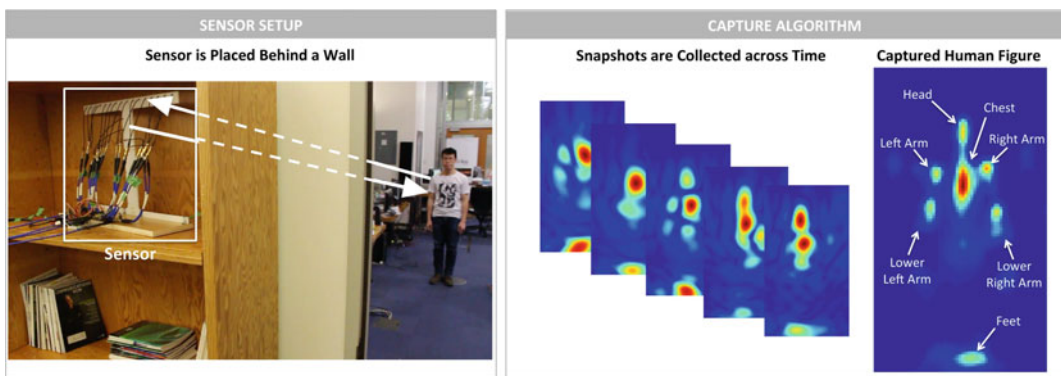 SENSOR SETUP
Sensor is Placed Behind a Wall
Sensor
CAPTURE ALGORITHM
Snapshots are Collected across Time
Captured Human Figure
Head
Chest
Left Arm
Right Arm
Lower
Left Arm
Lower
Right Arm
Feet